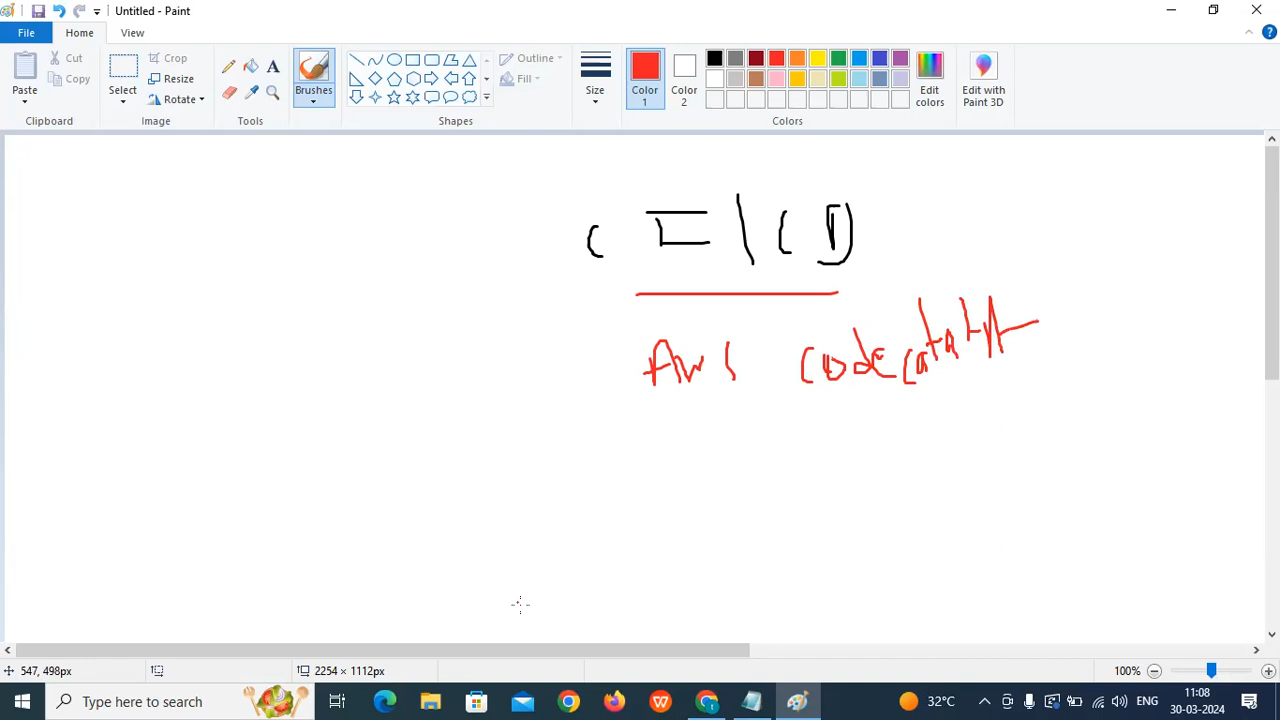 Untitled - Paint
File Home View
Paste
Cut
Copy
Clipboard
Select
Crop
Resize
Rotate
Image
Tools
Brushes
Shapes
Outline
Fill
Size
Color 1
Color 2
Colors
Edit colors
Edit with Paint 3D
C I | C D
547, 498px
2254 × 1112px
100%
Type here to search
32°C
11:08
30-03-2024